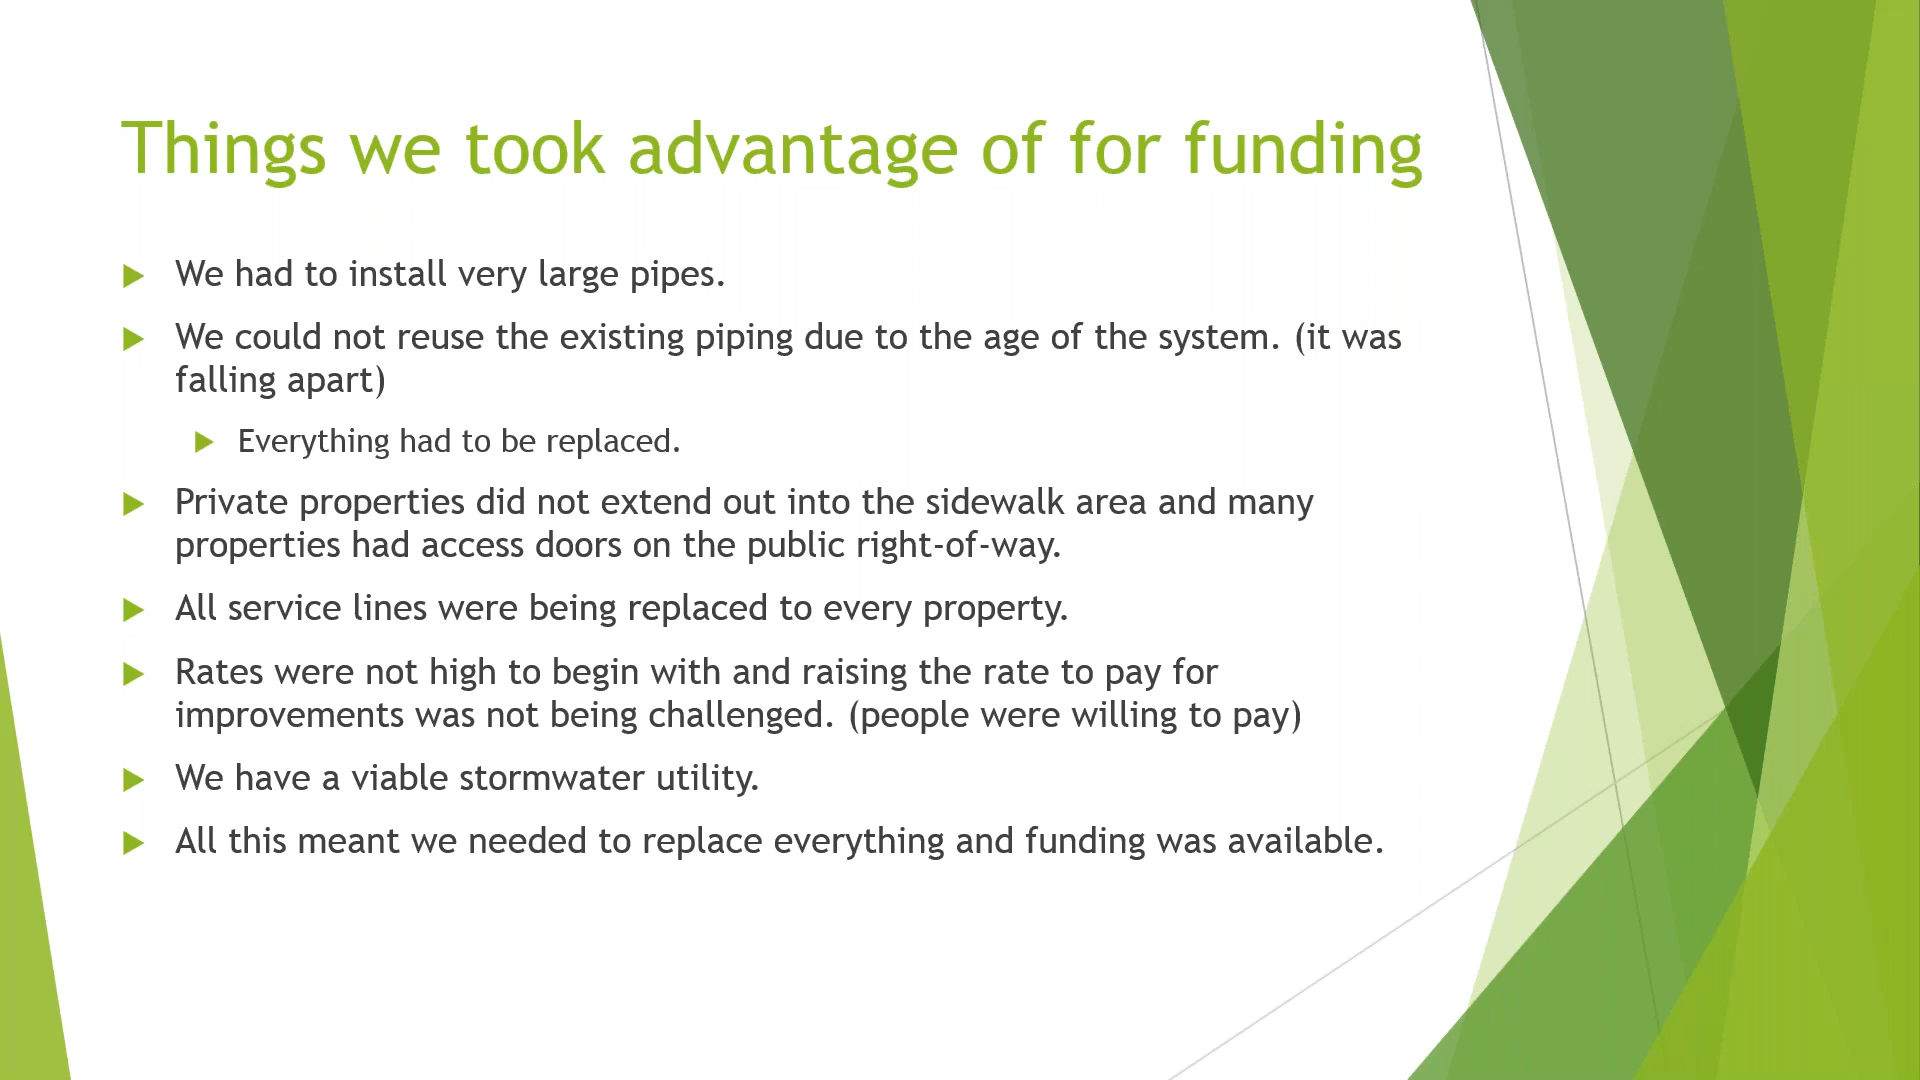 Things we took advantage of for funding
We had to install very large pipes.
We could not reuse the existing piping due to the age of the system. (it was
falling apart)
Everything had to be replaced.
Private properties did not extend out into the sidewalk area and many
properties had access doors on the public right-of-way.
All service lines were being replaced to every property.
Rates were not high to begin with and raising the rate to pay for
improvements was not being challenged. (people were willing to pay)
We have a viable stormwater utility.
All this meant we needed to replace everything and funding was available.